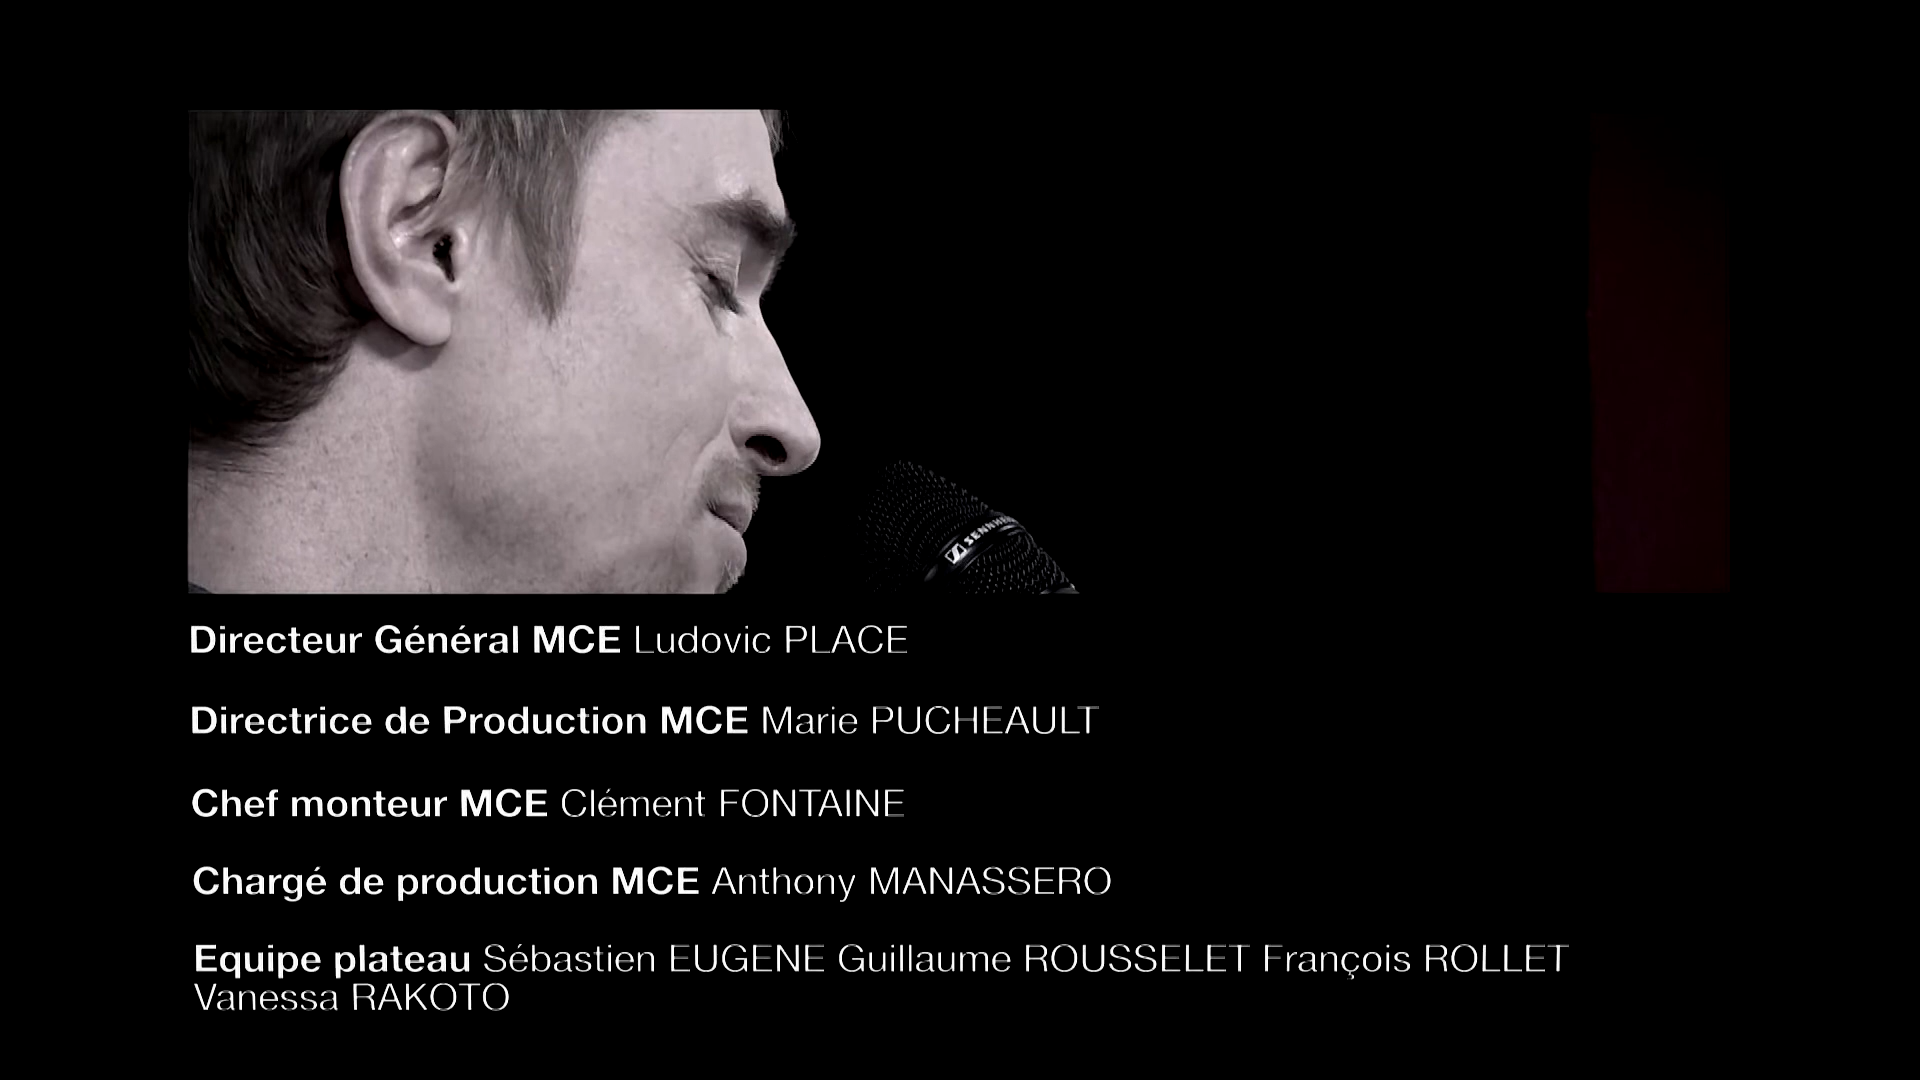 SENNHE
Directeur Général MCE Ludovic PLACE
Directrice de Production MCE Marie PUCHEAULT
Chef monteur MCE Clément FONTAINE
Chargé de production MCE Anthony MANASSERO
Equipe plateau Sébastien EUGENE Guillaume ROUSSELET François ROLLET
Vanessa RAKOTO